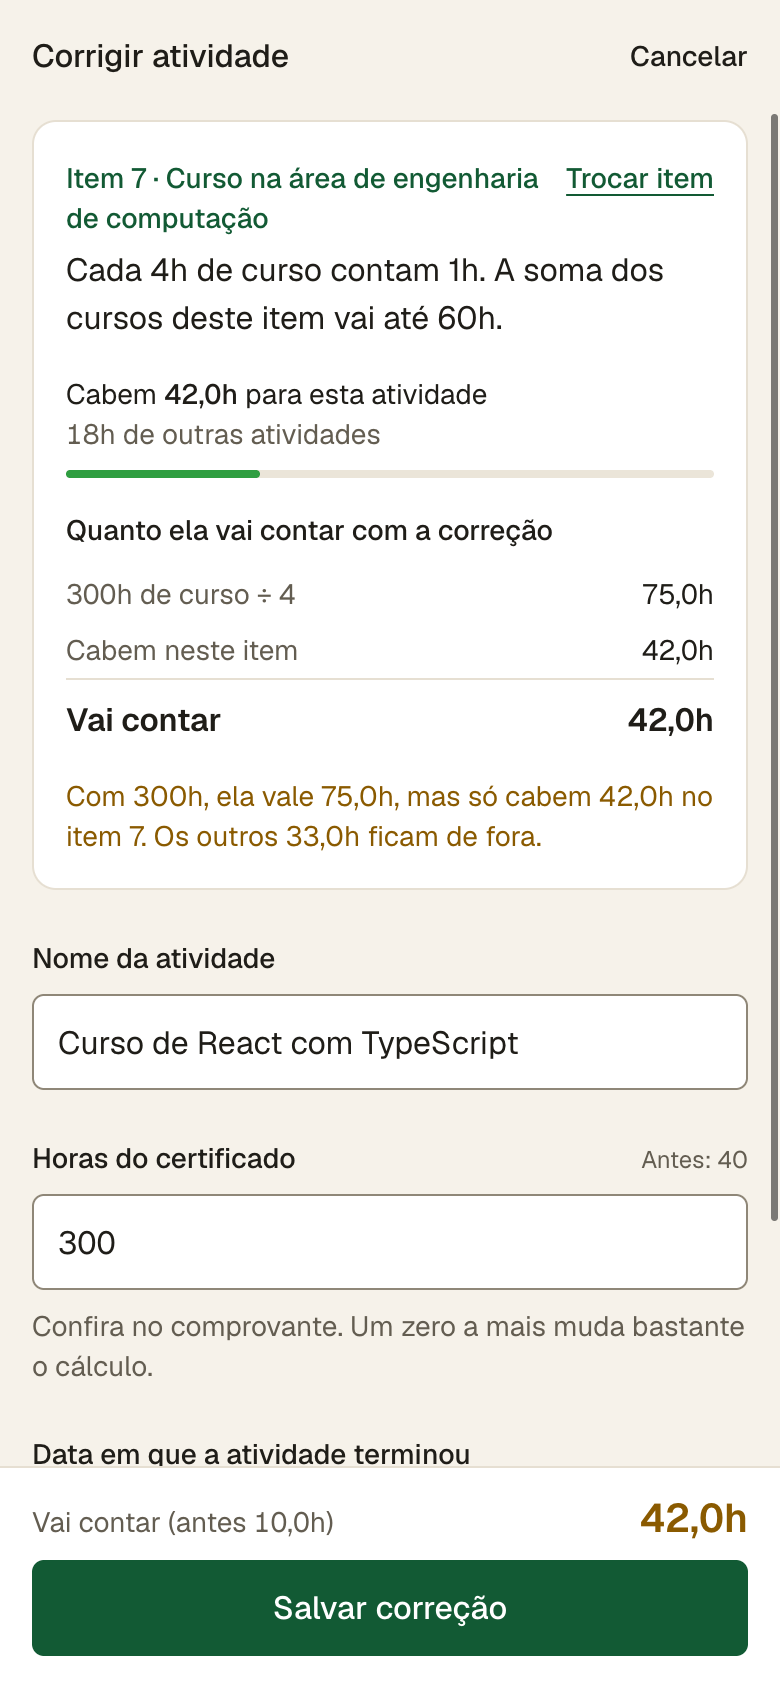 Corrigir atividade
Cancelar
Item 7 · Curso na área de engenharia
de computação
Trocar item
Cada 4h de curso contam 1h. A soma dos
cursos deste item vai até 60h.
Cabem 42,0h para esta atividade
18h de outras atividades
Quanto ela vai contar com a correção
300h de curso ÷ 4 75,0h
Cabem neste item 42,0h
Vai contar 42,0h
Com 300h, ela vale 75,0h, mas só cabem 42,0h no
item 7. Os outros 33,0h ficam de fora.
Nome da atividade
Curso de React com TypeScript
Horas do certificado Antes: 40
300
Confira no comprovante. Um zero a mais muda bastante
o cálculo.
Data em que a atividade terminou
Vai contar (antes 10,0h) 42,0h
Salvar correção